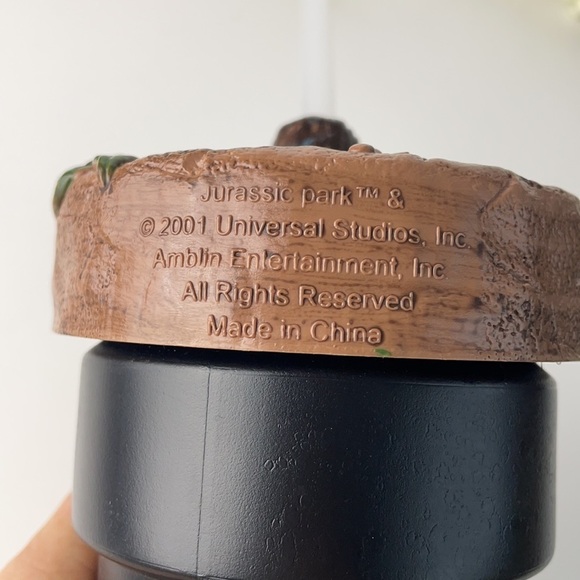 Jurassic park™ &
© 2001 Universal Studios, Inc.
Amblin Entertainment, Inc
All Rights Reserved
Made in China